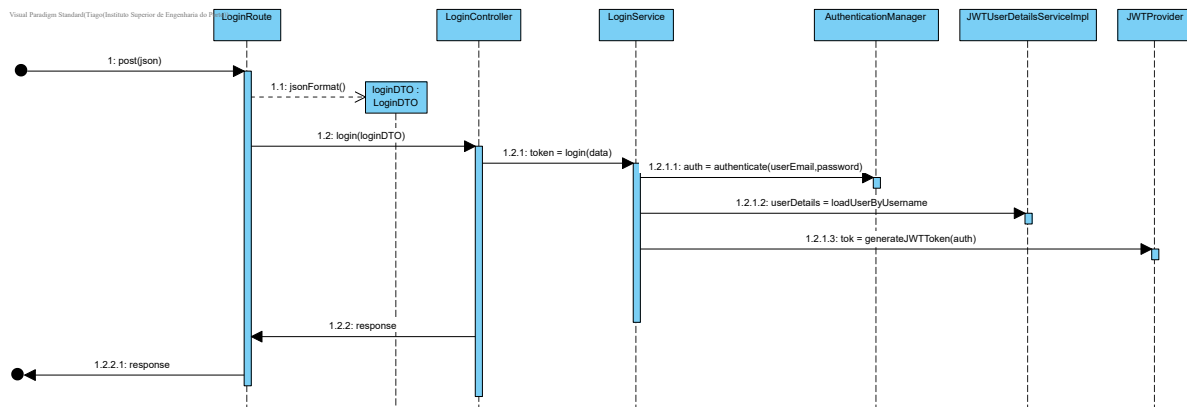 Visual Paradigm Standard(Tiago(Instituto Superior de Engenharia do
LoginRoute
LoginController
LoginService
AuthenticationManager
JWTUserDetailsServiceImpl
JWTProvider
1: post(json)
1.1: jsonFormat()
loginDTO :
LoginDTO
1.2: login(loginDTO)
1.2.1: token = login(data)
1.2.1.1: auth = authenticate(userEmail,password)
1.2.1.2: userDetails = loadUserByUsername
1.2.1.3: tok = generateJWTToken(auth)
1.2.2: response
1.2.2.1: response